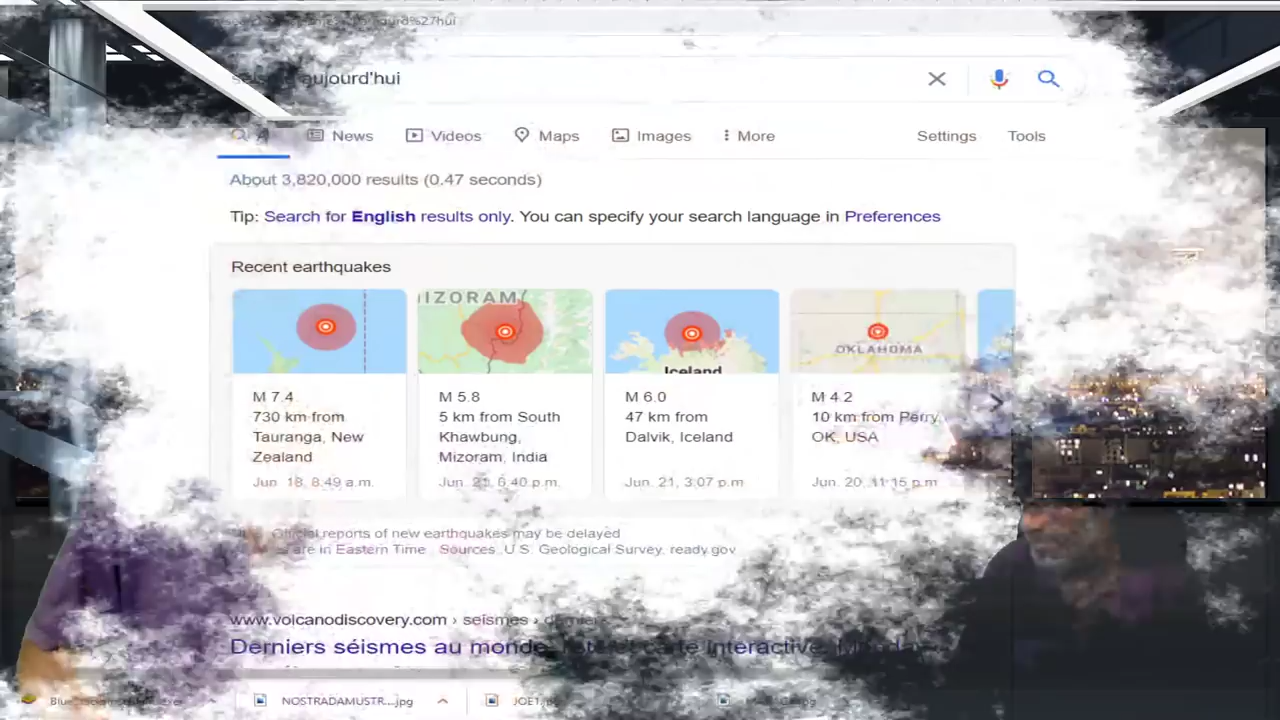 aujourd'hui
News Videos Maps Images More Settings Tools
About 3,820,000 results (0.47 seconds)
Tip: Search for English results only. You can specify your search language in Preferences
Recent earthquakes
IZORAM
Iceland
OKLAHOMA
M 7.4
730 km from
Tauranga, New
Zealand
Jun. 18, 8:49 a.m.
M 5.8
5 km from South
Khawbung,
Mizoram, India
Jun. 21, 6:40 p.m.
M 6.0
47 km from
Dalvik, Iceland
Jun. 21, 3:07 p.m.
M 4.2
10 km from Perry,
OK, USA
Jun. 20, 11:15 p.m.
Official reports of new earthquakes may be delayed
are in Eastern Time. Sources: U.S. Geological Survey, ready.gov
www.volcanodiscovery.com › seismes ›
Derniers séismes au monde: carte interactive,
NOSTRADAMUSTR....jpg